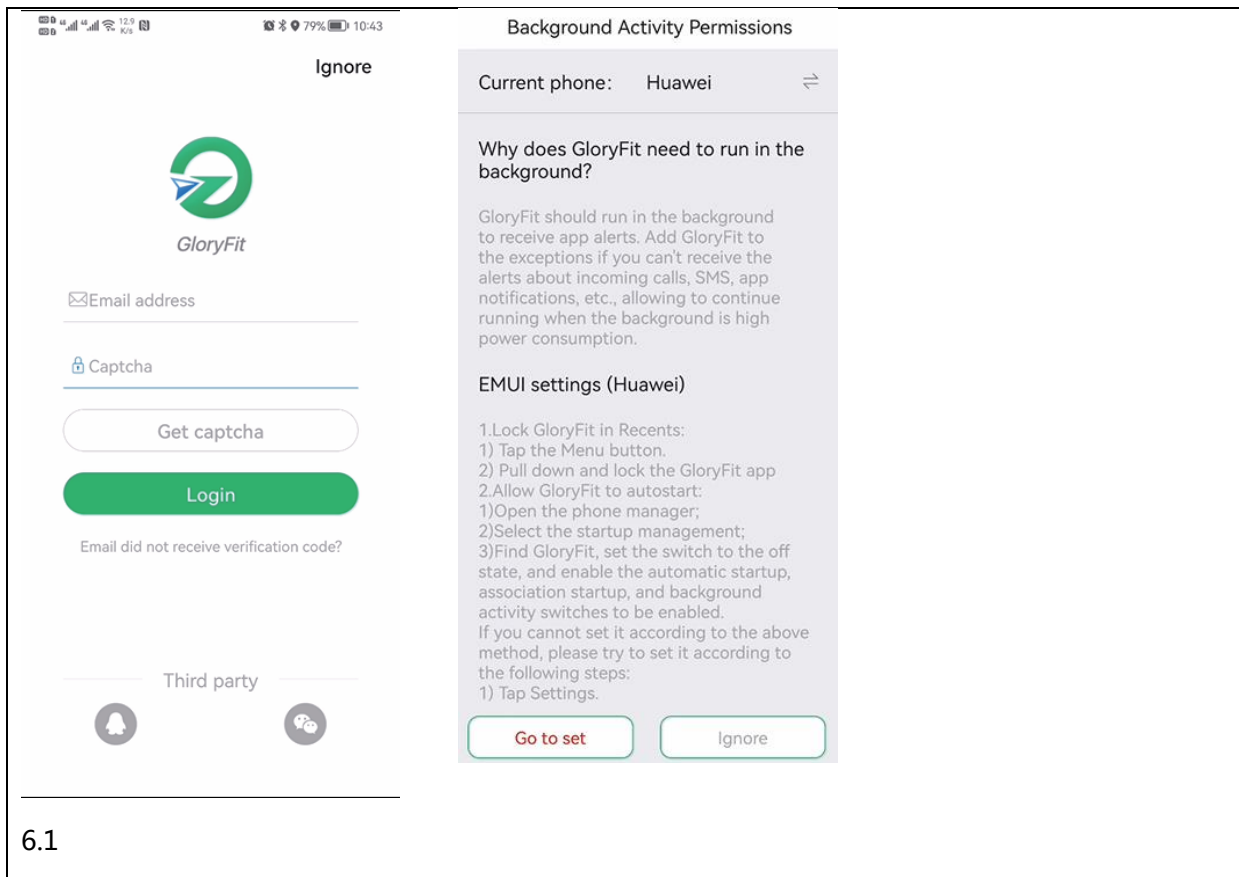 12.9 K/s 79% 10:43
Ignore
GloryFit
Email address
Captcha
Get captcha
Login
Email did not receive verification code?
Third party
Background Activity Permissions
Current phone: Huawei
Why does GloryFit need to run in the
background?
GloryFit should run in the background
to receive app alerts. Add GloryFit to
the exceptions if you can't receive the
alerts about incoming calls, SMS, app
notifications, etc., allowing to continue
running when the background is high
power consumption.
EMUI settings (Huawei)
1.Lock GloryFit in Recents:
1) Tap the Menu button.
2) Pull down and lock the GloryFit app
2.Allow GloryFit to autostart:
1)Open the phone manager;
2)Select the startup management;
3)Find GloryFit, set the switch to the off
state, and enable the automatic startup,
association startup, and background
activity switches to be enabled.
If you cannot set it according to the above
method, please try to set it according to
the following steps:
1) Tap Settings.
Go to set Ignore
6.1